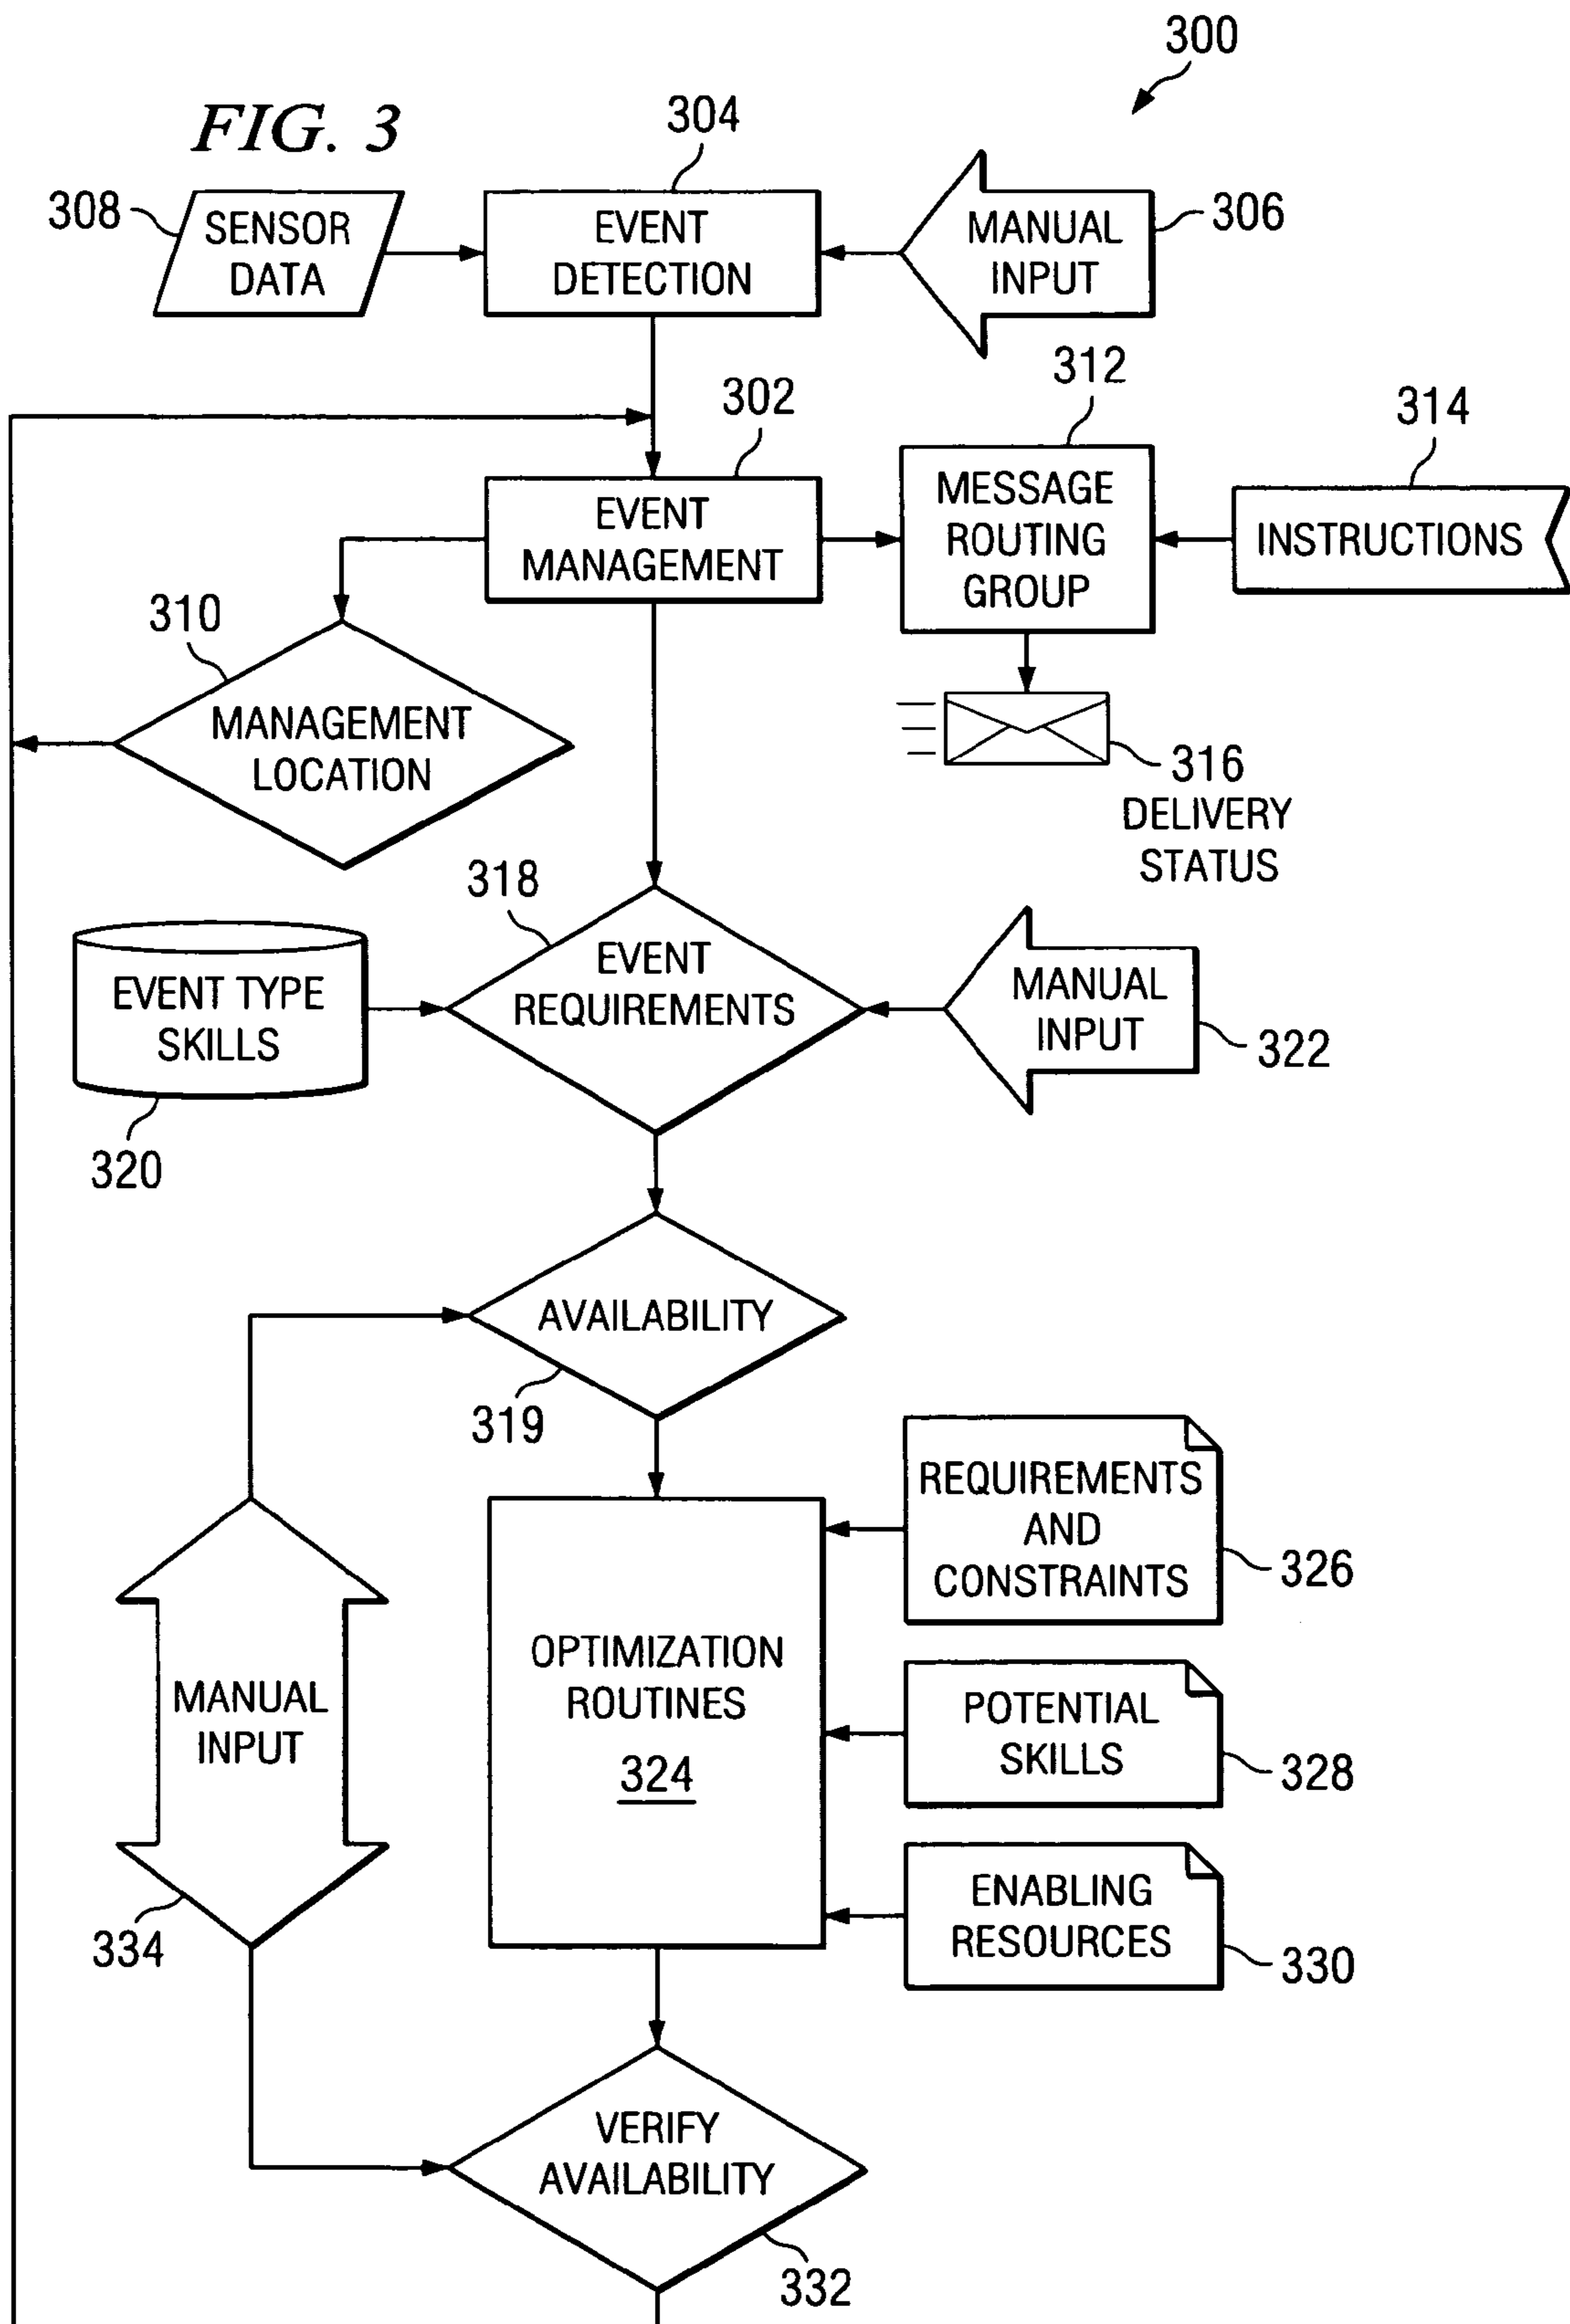 300
FIG. 3
304
308
SENSOR
DATA
EVENT
DETECTION
MANUAL
INPUT
306
312
302
314
EVENT
MANAGEMENT
MESSAGE
ROUTING
GROUP
INSTRUCTIONS
310
MANAGEMENT
LOCATION
316
DELIVERY
STATUS
318
EVENT TYPE
SKILLS
EVENT
REQUIREMENTS
MANUAL
INPUT
322
320
AVAILABILITY
319
REQUIREMENTS
AND
CONSTRAINTS
326
MANUAL
INPUT
OPTIMIZATION
ROUTINES
324
POTENTIAL
SKILLS
328
334
ENABLING
RESOURCES
330
VERIFY
AVAILABILITY
332